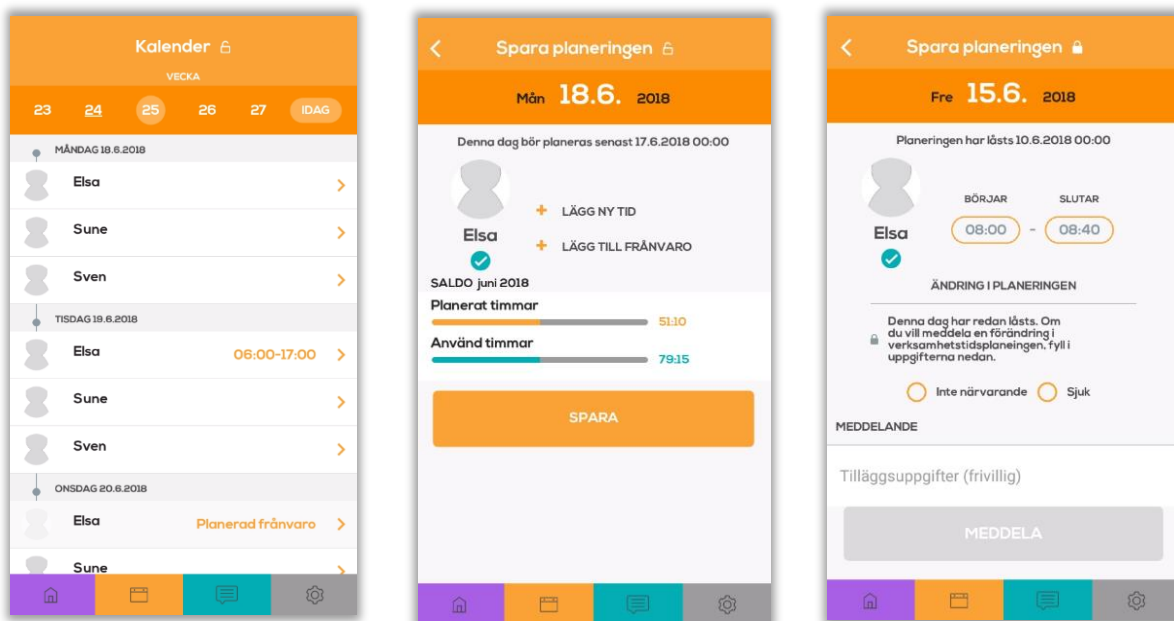 Kalender
VECKA
23 24 25 26 27 IDAG
MÅNDAG 18.6.2018
Elsa
Sune
Sven
TISDAG 19.6.2018
Elsa 06:00-17:00
Sune
Sven
ONSDAG 20.6.2018
Elsa Planerad frånvaro
Sune
Spara planeringen
Mån 18.6. 2018
Denna dag bör planeras senast 17.6.2018 00:00
+ LÄGG NY TID
Elsa
+ LÄGG TILL FRÅNVARO
SALDO juni 2018
Planerat timmar
51:10
Använd timmar
79:15
SPARA
Spara planeringen
Fre 15.6. 2018
Planeringen har låsts 10.6.2018 00:00
BÖRJAR SLUTAR
Elsa 08:00 - 08:40
ÄNDRING I PLANERINGEN
Denna dag har redan låsts. Om
du vill meddela en förändring i
verksamhetstidsplaneingen, fyll i
uppgifterna nedan.
Inte närvarande Sjuk
MEDDELANDE
Tilläggsuppgifter (frivillig)
MEDDELA